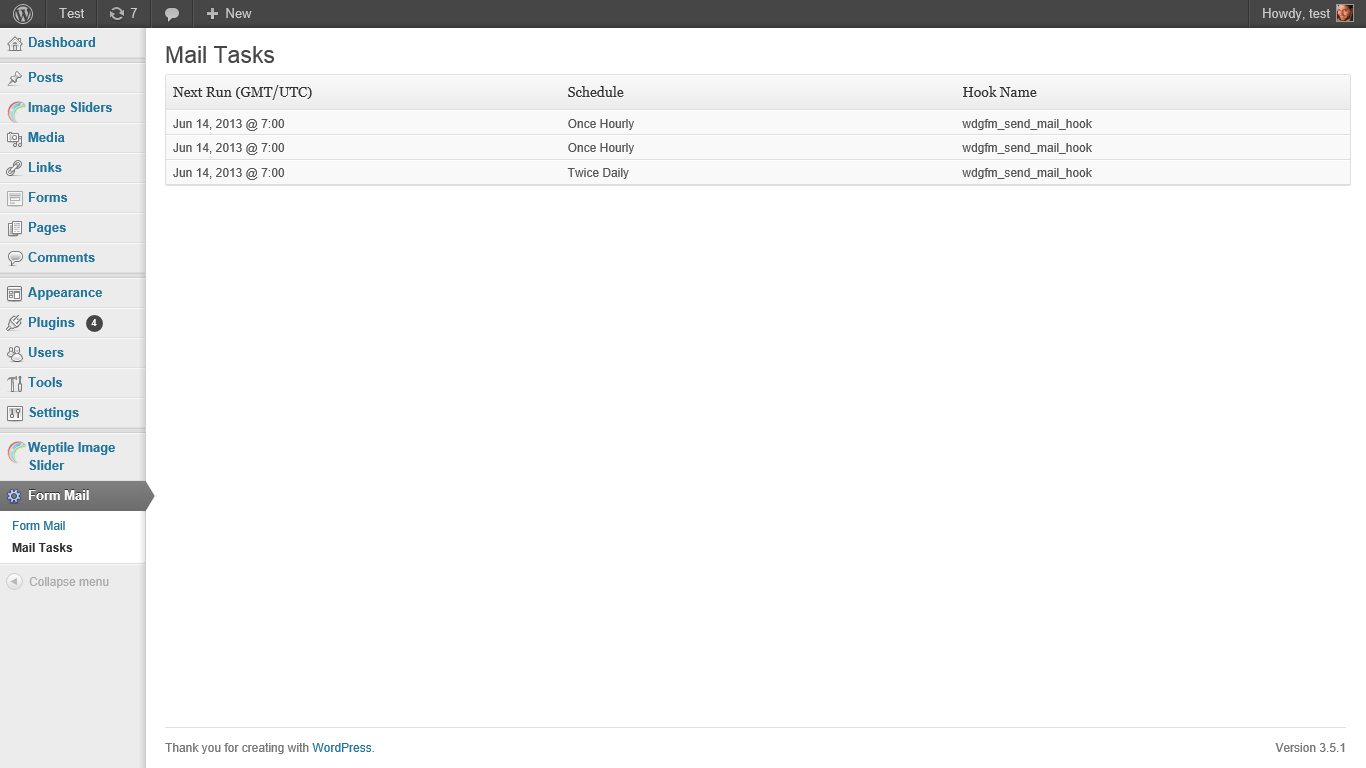 Test 7 New Howdy, test
Dashboard
Posts
Image Sliders
Media
Links
Forms
Pages
Comments
Appearance
Plugins 4
Users
Tools
Settings
Weptile Image
Slider
Form Mail
Form Mail
Mail Tasks
Collapse menu
Mail Tasks
Next Run (GMT/UTC) Schedule Hook Name
Jun 14, 2013 @ 7:00 Once Hourly wdgfm_send_mail_hook
Jun 14, 2013 @ 7:00 Once Hourly wdgfm_send_mail_hook
Jun 14, 2013 @ 7:00 Twice Daily wdgfm_send_mail_hook
Thank you for creating with WordPress. Version 3.5.1